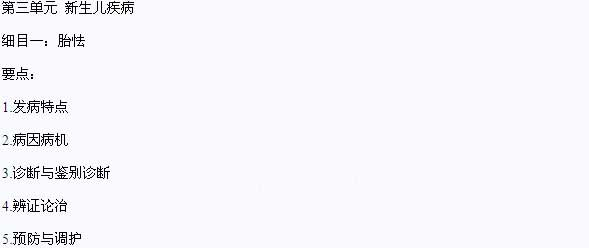 第三单元 新生儿疾病
细目一：胎怯
要点：
1.发病特点
2.病因病机
3.诊断与鉴别诊断
4.辨证论治
5.预防与调护